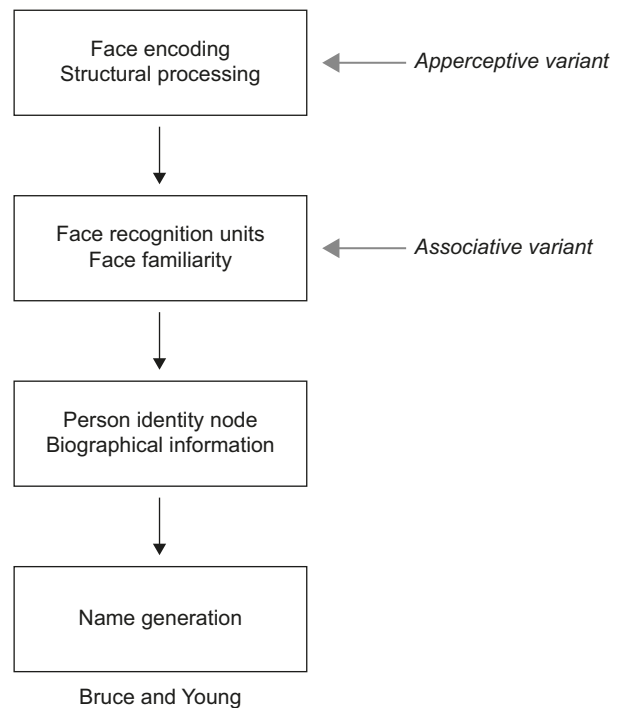 Face encoding
Structural processing
Apperceptive variant
Face recognition units
Face familiarity
Associative variant
Person identity node
Biographical information
Name generation
Bruce and Young